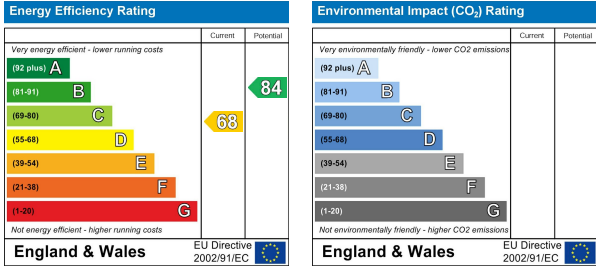 Energy Efficiency Rating
Current Potential
Very energy efficient - lower running costs
(92 plus) A
(81-91) B
84
(69-80) C
68
(55-68) D
(39-54) E
(21-38) F
(1-20) G
Not energy efficient - higher running costs
England & Wales
EU Directive
2002/91/EC
Environmental Impact (CO₂) Rating
Current Potential
Very environmentally friendly - lower CO2 emissions
(92 plus) A
(81-91) B
(69-80) C
(55-68) D
(39-54) E
(21-38) F
(1-20) G
Not environmentally friendly - higher CO2 emissions
England & Wales
EU Directive
2002/91/EC